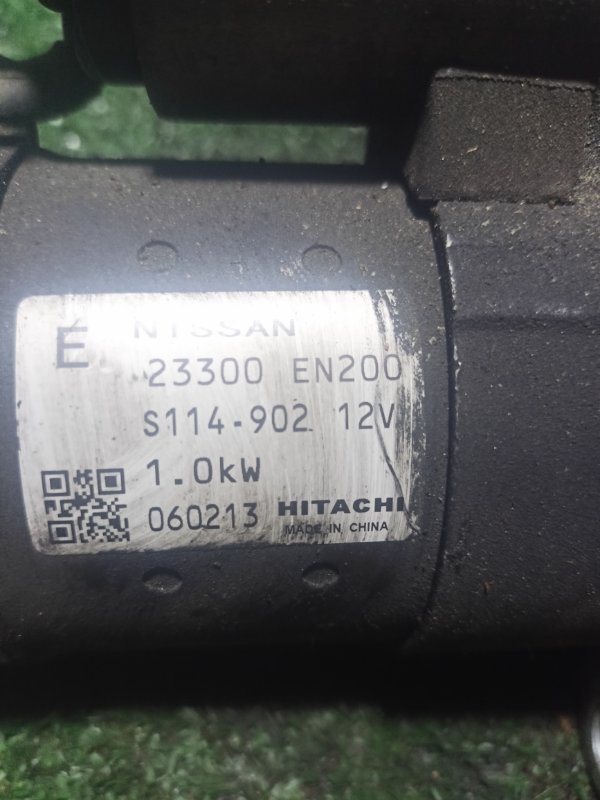 E NISSAN
23300 EN200
S114-902 12V
1.0kW
060213 HITACHI
MADE IN CHINA